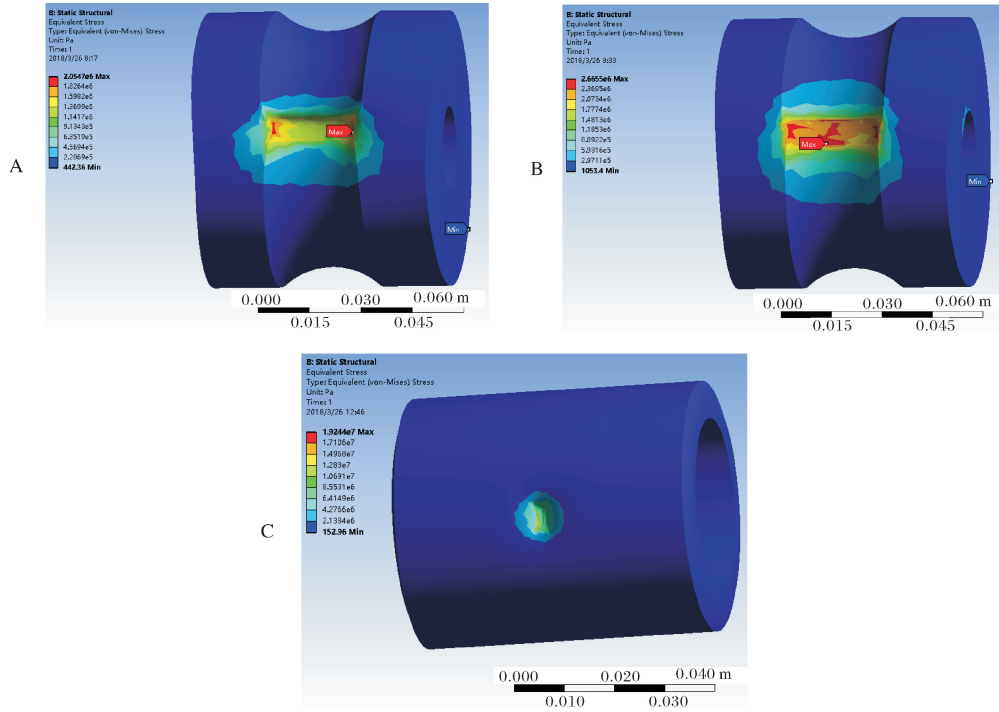 B: Static Structural
Equivalent Stress
Type: Equivalent (von-Mises) Stress
Unit: Pa
Time: 1
2018/3/26 8:17
2.0547e6 Max
1.8264e6
1.5982e6
1.3699e6
1.1417e6
9.1343e5
6.8519e5
4.5694e5
2.2869e5
442.36 Min
A
Max
Min
0.000 0.030 0.060 m
0.015 0.045
B: Static Structural
Equivalent Stress
Type: Equivalent (von-Mises) Stress
Unit: Pa
Time: 1
2018/3/26 8:33
2.6655e6 Max
2.3695e6
2.0734e6
1.7774e6
1.4813e6
1.1853e6
8.8922e5
5.9316e5
2.9711e5
1053.4 Min
B
Max
Min
0.000 0.030 0.060 m
0.015 0.045
B: Static Structural
Equivalent Stress
Type: Equivalent (von-Mises) Stress
Unit: Pa
Time: 1
2018/3/26 12:46
1.9244e7 Max
1.7106e7
1.4968e7
1.283e7
1.0691e7
8.5531e6
6.4149e6
4.2766e6
2.1384e6
152.96 Min
C
0.000 0.020 0.040 m
0.010 0.030